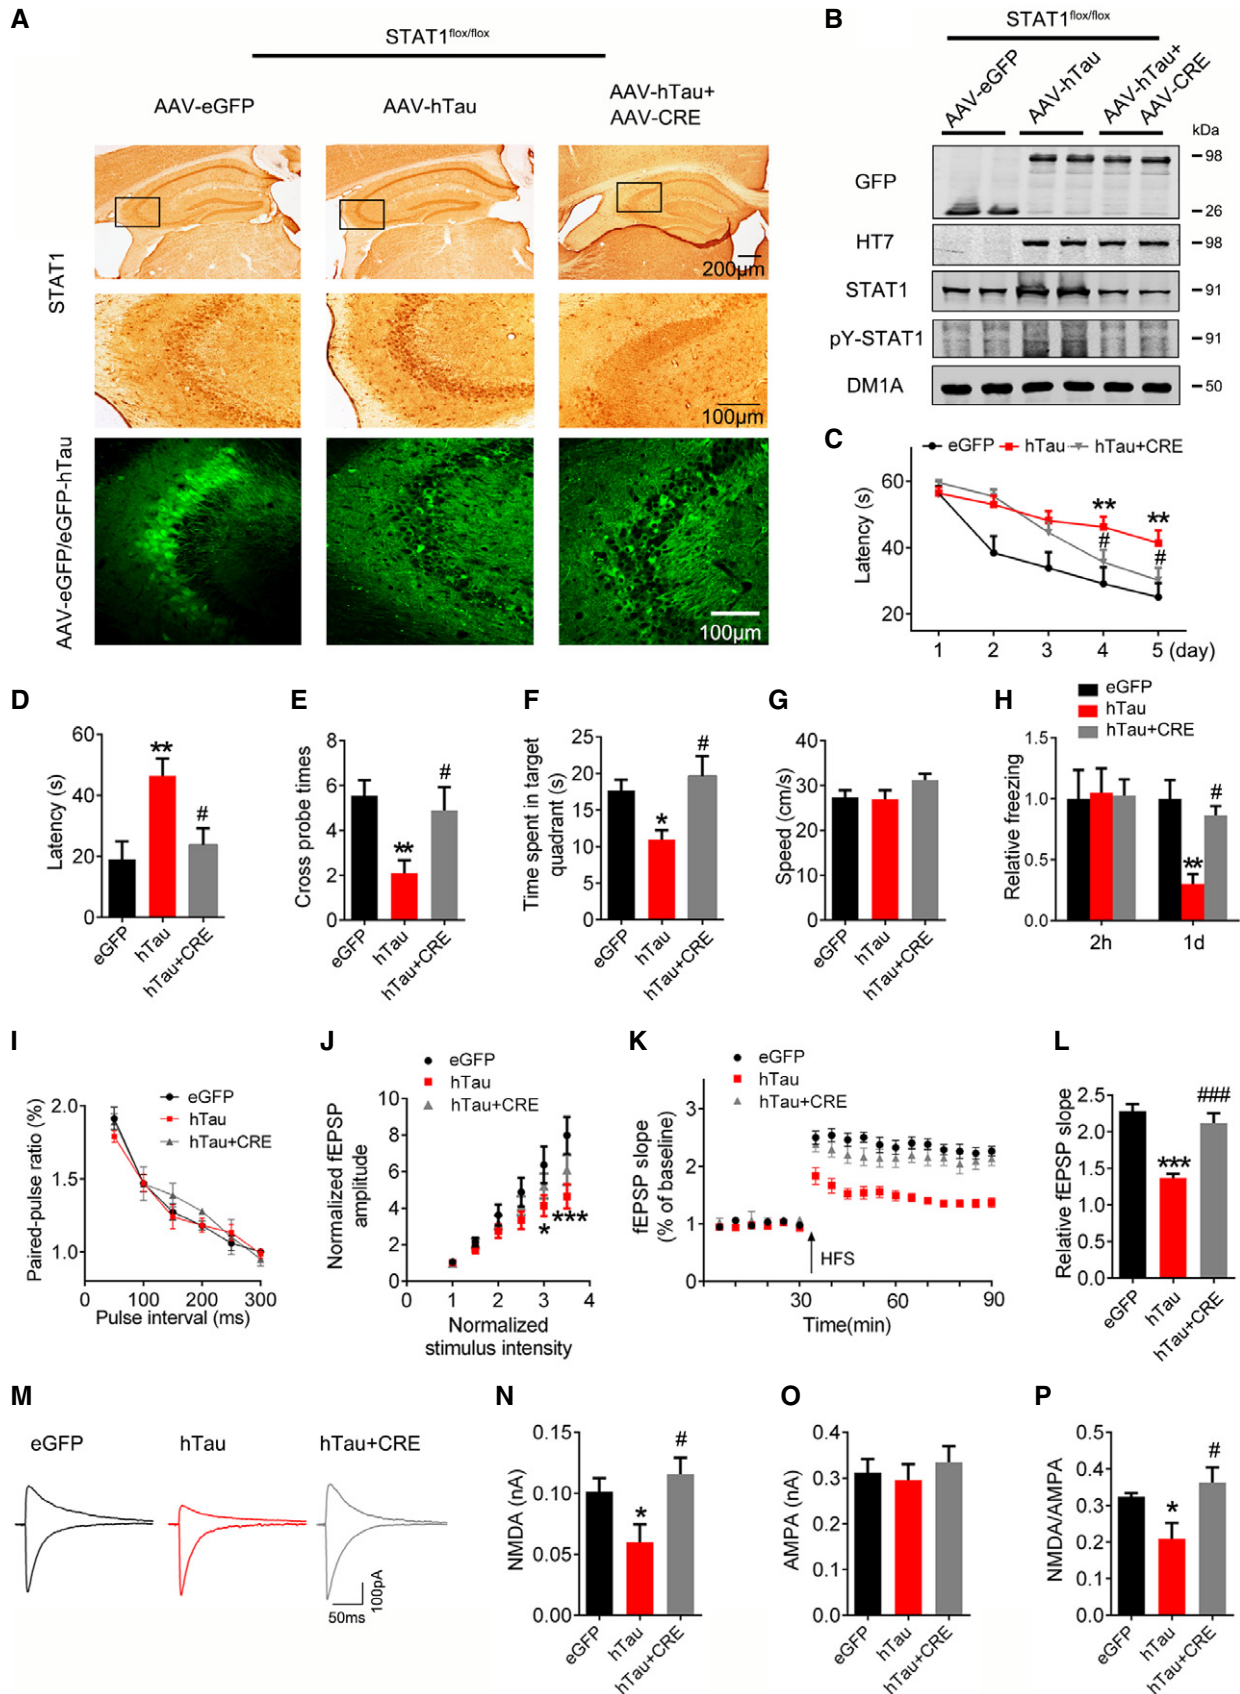 A
STAT1flox/flox
AAV-eGFP
AAV-hTau
AAV-hTau+
AAV-CRE
STAT1
200µm
100µm
AAV-eGFP/eGFP-hTau
100µm
B
STAT1flox/flox
AAV-eGFP
AAV-hTau
AAV-hTau+
AAV-CRE
kDa
GFP
98
26
HT7
98
STAT1
91
pY-STAT1
91
DM1A
50
C
eGFP hTau hTau+CRE
Latency (s)
60
40
20
** **
# #
1 2 3 4 5 (day)
D
Latency (s)
60
40
20
0
**
#
eGFP
hTau
hTau+CRE
E
Cross probe times
8
6
4
2
0
**
#
eGFP
hTau
hTau+CRE
F
Time spent in target
quadrant (s)
25
20
15
10
5
0
*
#
eGFP
hTau
hTau+CRE
G
Speed (cm/s)
40
30
20
10
0
eGFP
hTau
hTau+CRE
H
eGFP
hTau
hTau+CRE
Relative freezing
1.5
1.0
0.5
0.0
**
#
2h 1d
I
eGFP
hTau
hTau+CRE
Paired-pulse ratio (%)
2.0
1.5
1.0
0 100 200 300
Pulse interval (ms)
J
eGFP
hTau
hTau+CRE
Normalized fEPSP
amplitude
10
8
6
4
2
0
* ***
0 1 2 3 4
Normalized
stimulus intensity
K
eGFP
hTau
hTau+CRE
fEPSP slope
(% of baseline)
3
2
1
0
HFS
0 30 60 90
Time(min)
L
Relative fEPSP slope
2.5
2.0
1.5
1.0
0.5
0.0
***
###
eGFP
hTau
hTau+CRE
M
eGFP hTau hTau+CRE
100pA
50ms
N
NMDA (nA)
0.15
0.10
0.05
0.00
*
#
eGFP
hTau
hTau+CRE
O
AMPA (nA)
0.4
0.3
0.2
0.1
0.0
eGFP
hTau
hTau+CRE
P
NMDA/AMPA
0.5
0.4
0.3
0.2
0.1
0.0
*
#
eGFP
hTau
hTau+CRE